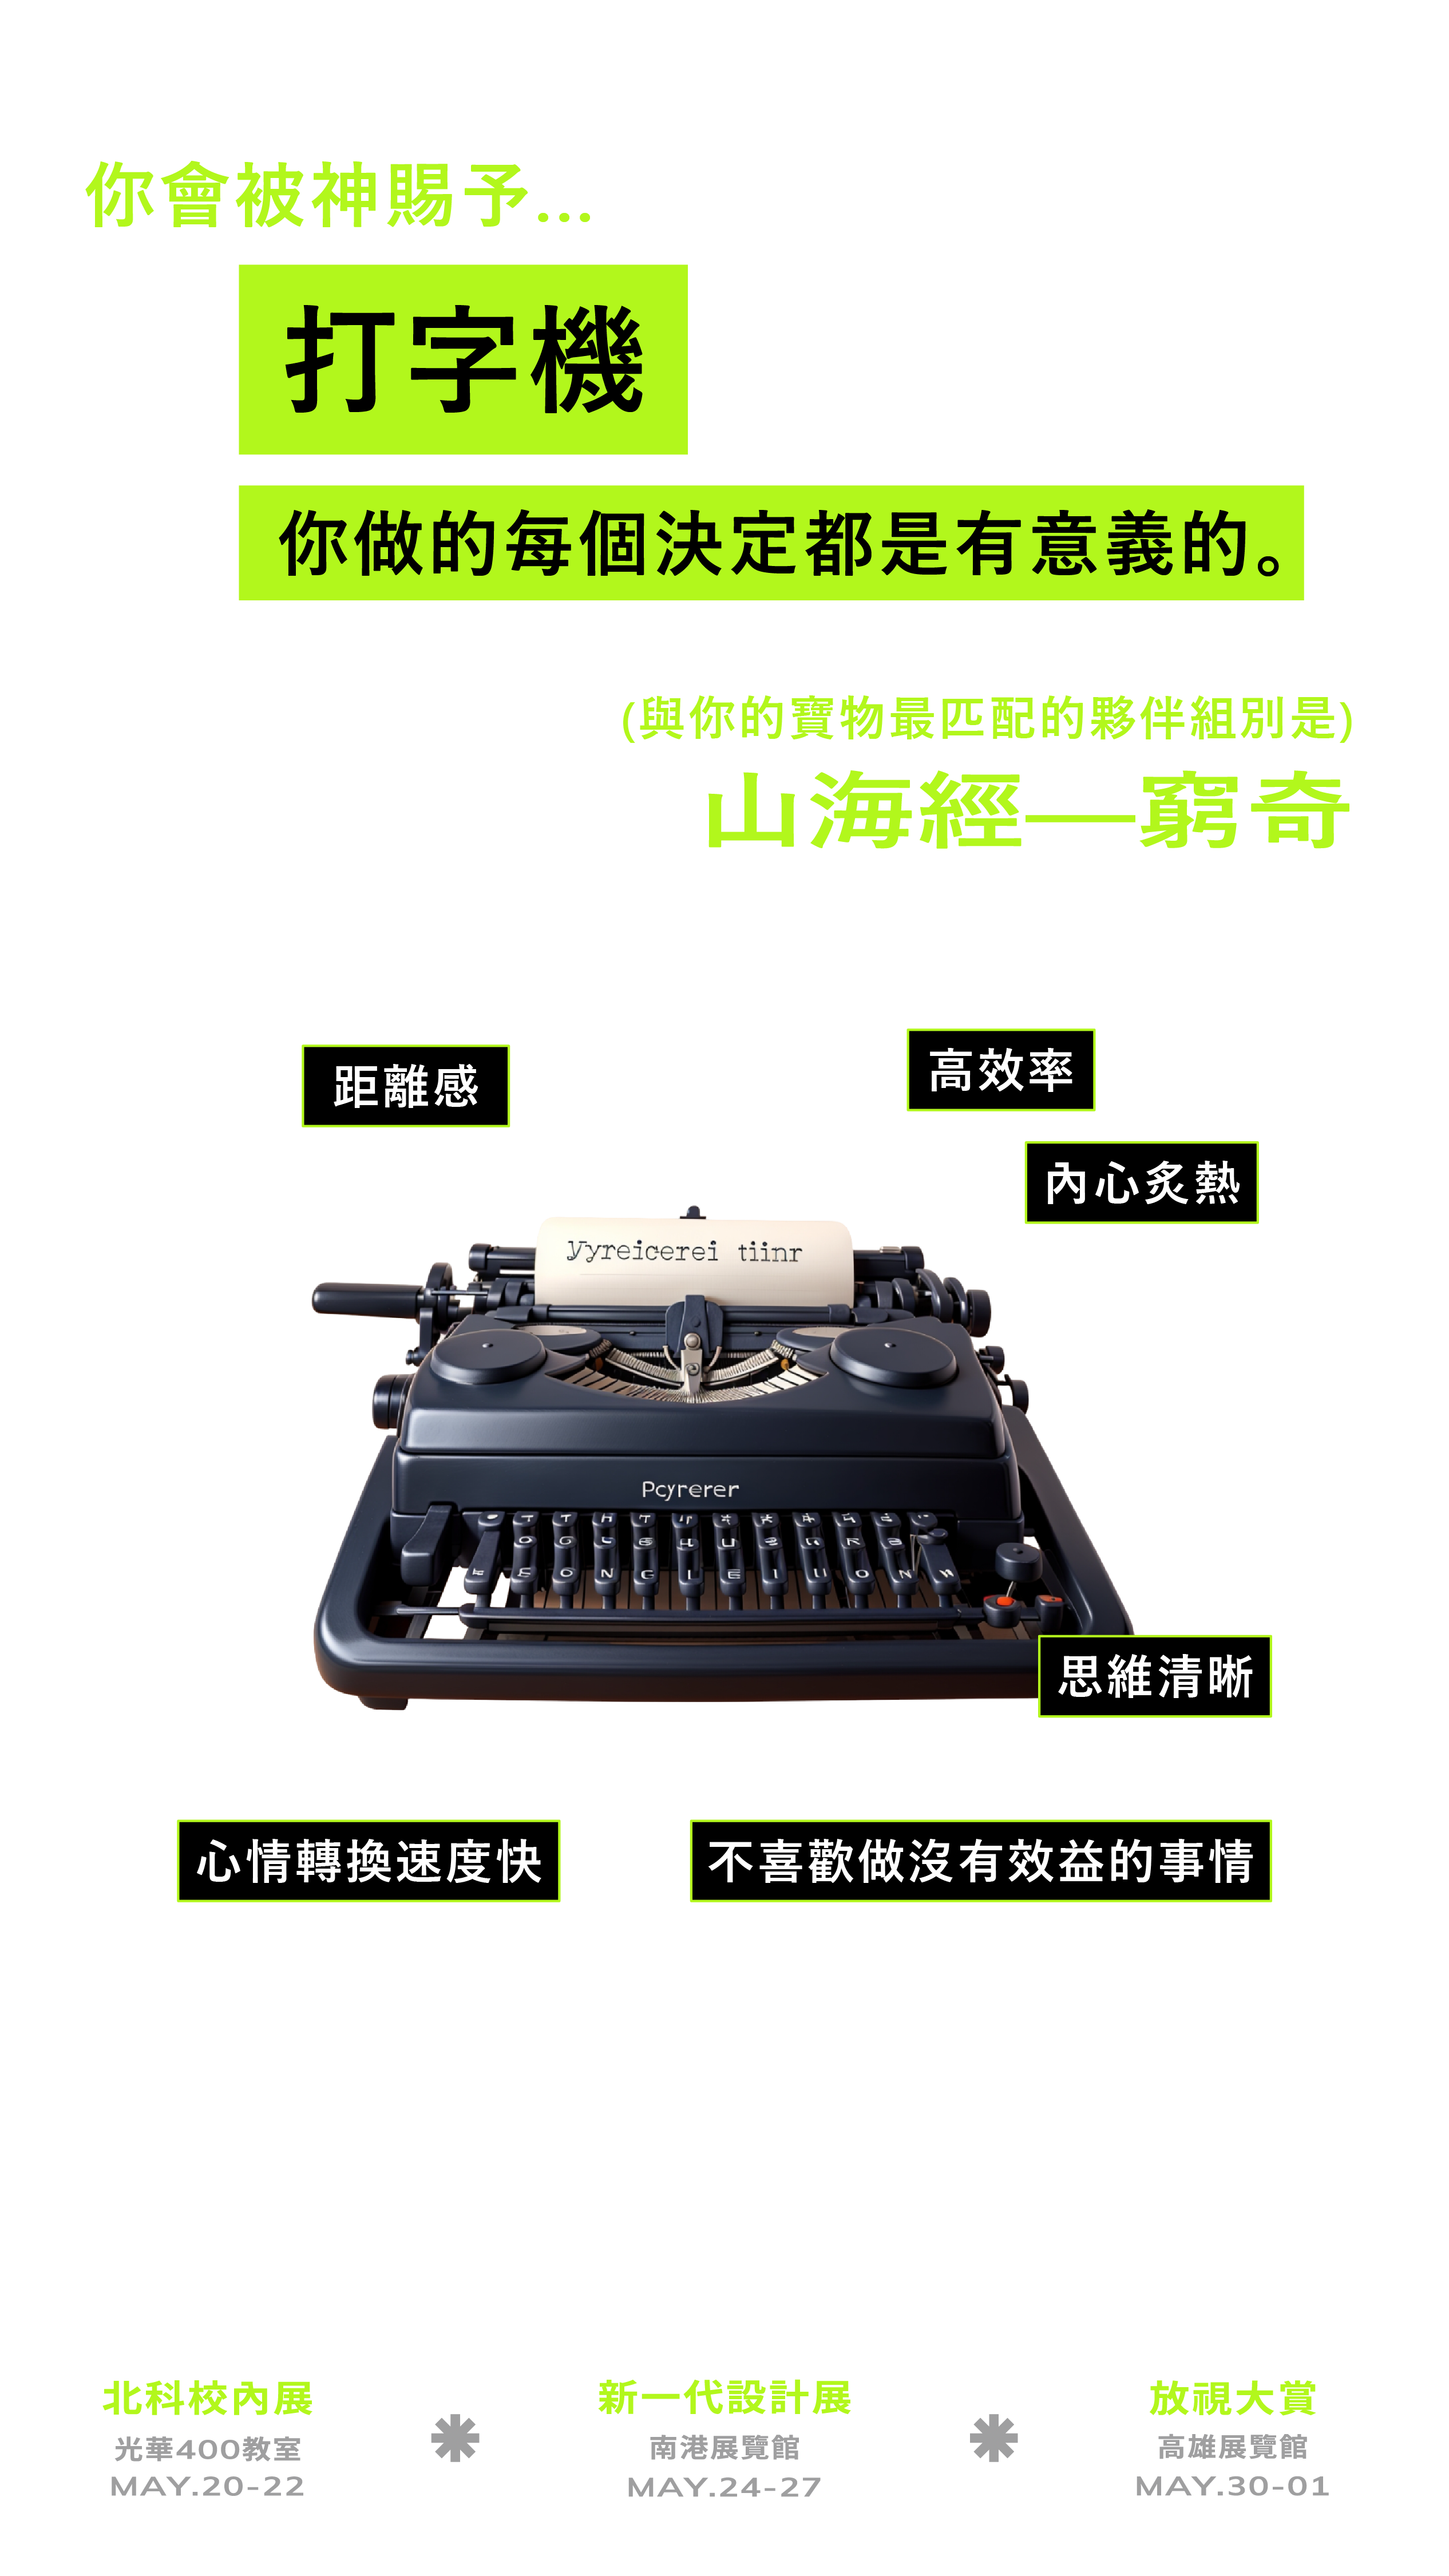 你會被神賜予...
打字機
你做的每個決定都是有意義的。
(與你的寶物最匹配的夥伴組別是)
山海經—窮奇
距離感
高效率
內心炙熱
Yyreicerei tiinr
Pcyrerer
思維清晰
心情轉換速度快
不喜歡做沒有效益的事情
北科校內展
光華400教室
MAY.20-22
新一代設計展
南港展覽館
MAY.24-27
放視大賞
高雄展覽館
MAY.30-01